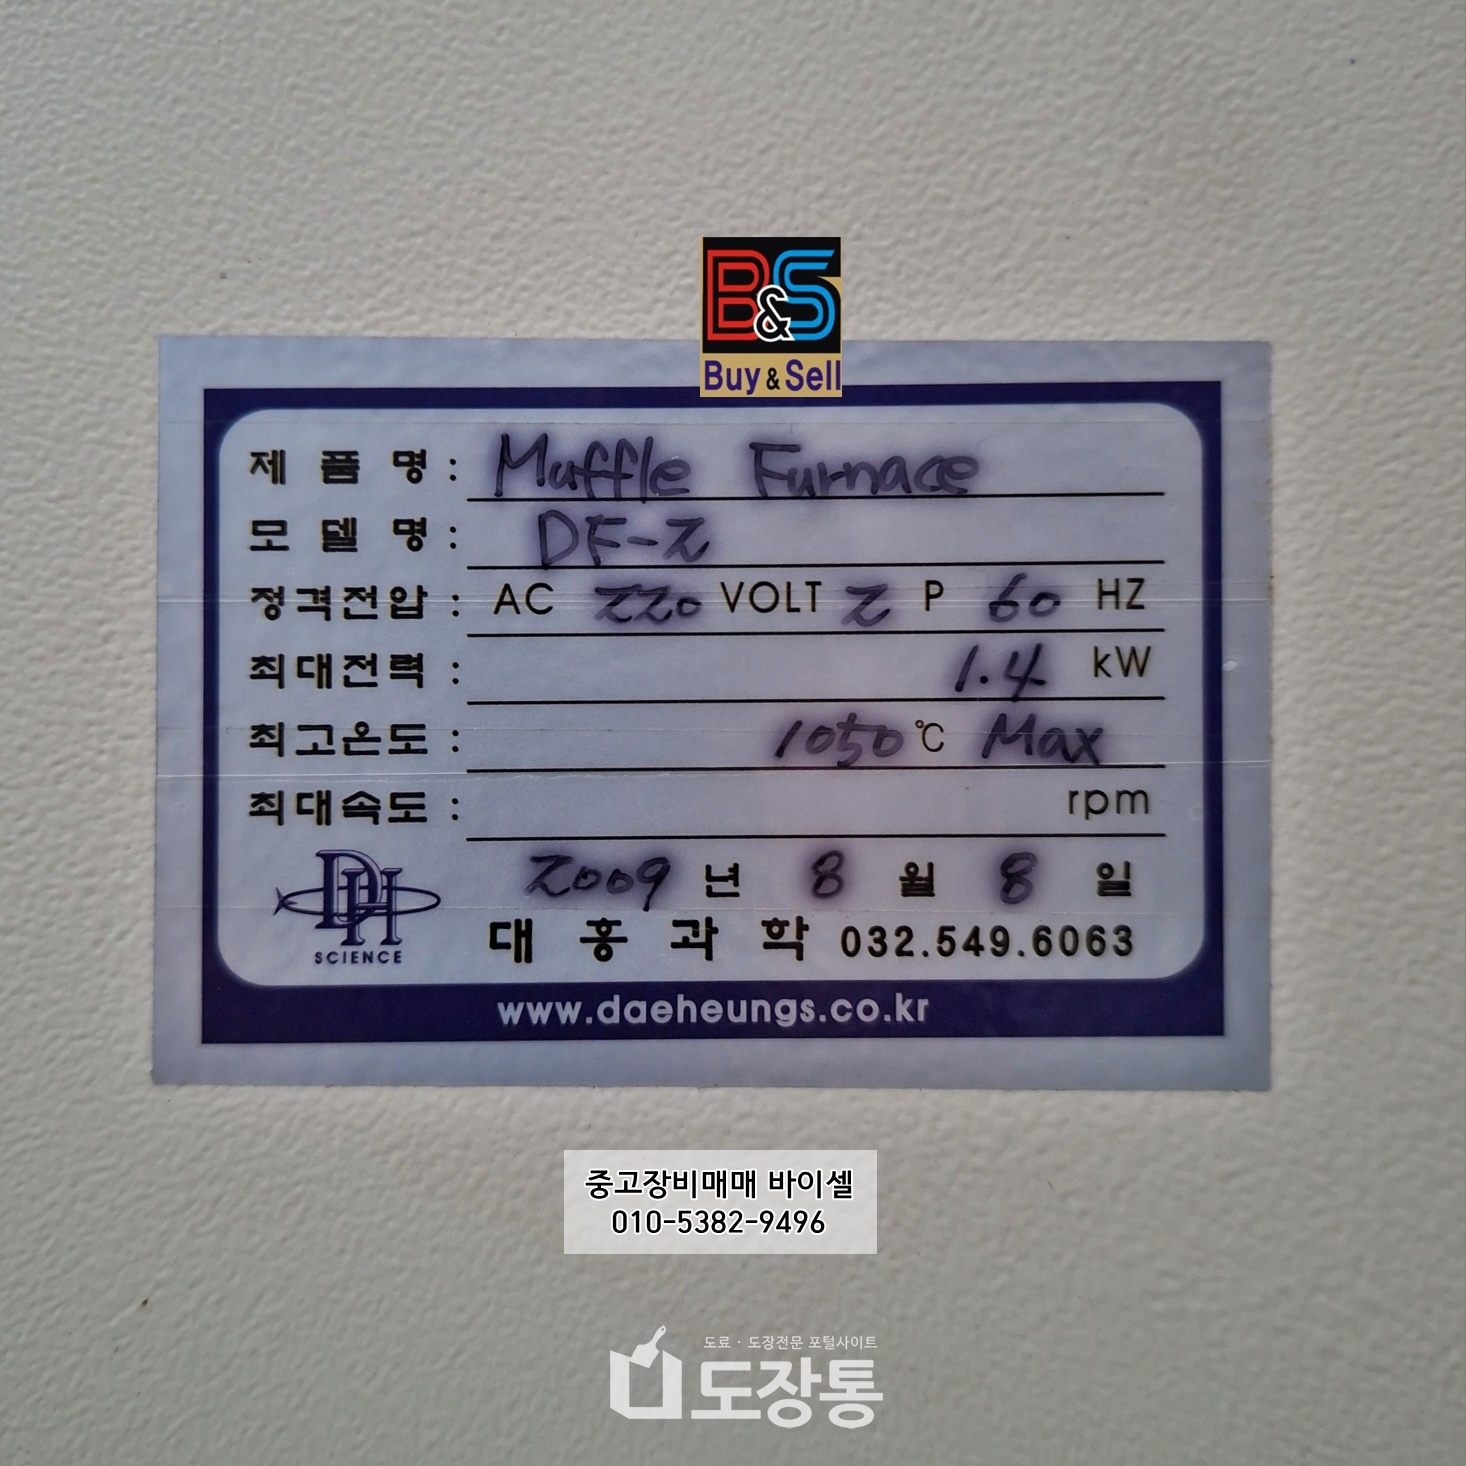 B&S
Buy & Sell
제 품 명 : Muffle Furnace
모 델 명 : DF-2
정격전압 : AC 220 VOLT 2 P 60 HZ
최대전력 : 1.4 kW
최고온도 : 1050 ℃ Max
최대속도 : rpm
2009 년 8 월 8 일
DH
SCIENCE
대 흥 과 학 032.549.6063
www.daeheungs.co.kr
중고장비매매 바이셀
010-5382-9496
도료 · 도장전문 포털사이트
도장통